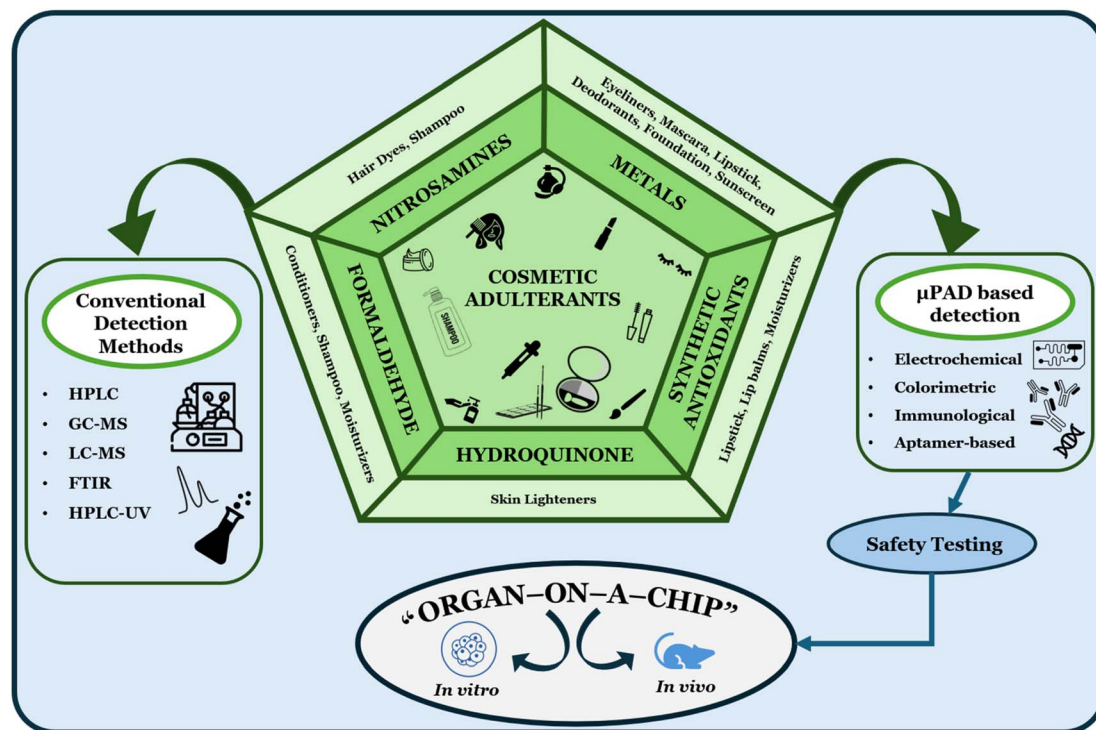 Hair Dyes, Shampoo
NITROSAMINES
Eyeliners, Mascara, Lipstick,
Deodorants, Foundation, Sunscreen
METALS
COSMETIC
ADULTERANTS
SHAMPOO
Conditioners, Shampoo, Moisturizers
FORMALDEHYDE
SYNTHETIC
ANTIOXIDANTS
Lipstick, Lip balms, Moisturizers
HYDROQUINONE
Skin Lighteners
Conventional
Detection
Methods
• HPLC
• GC-MS
• LC-MS
• FTIR
• HPLC-UV
µPAD based
detection
• Electrochemical
• Colorimetric
• Immunological
• Aptamer-based
Safety Testing
“ORGAN–ON–A–CHIP”
In vitro
In vivo